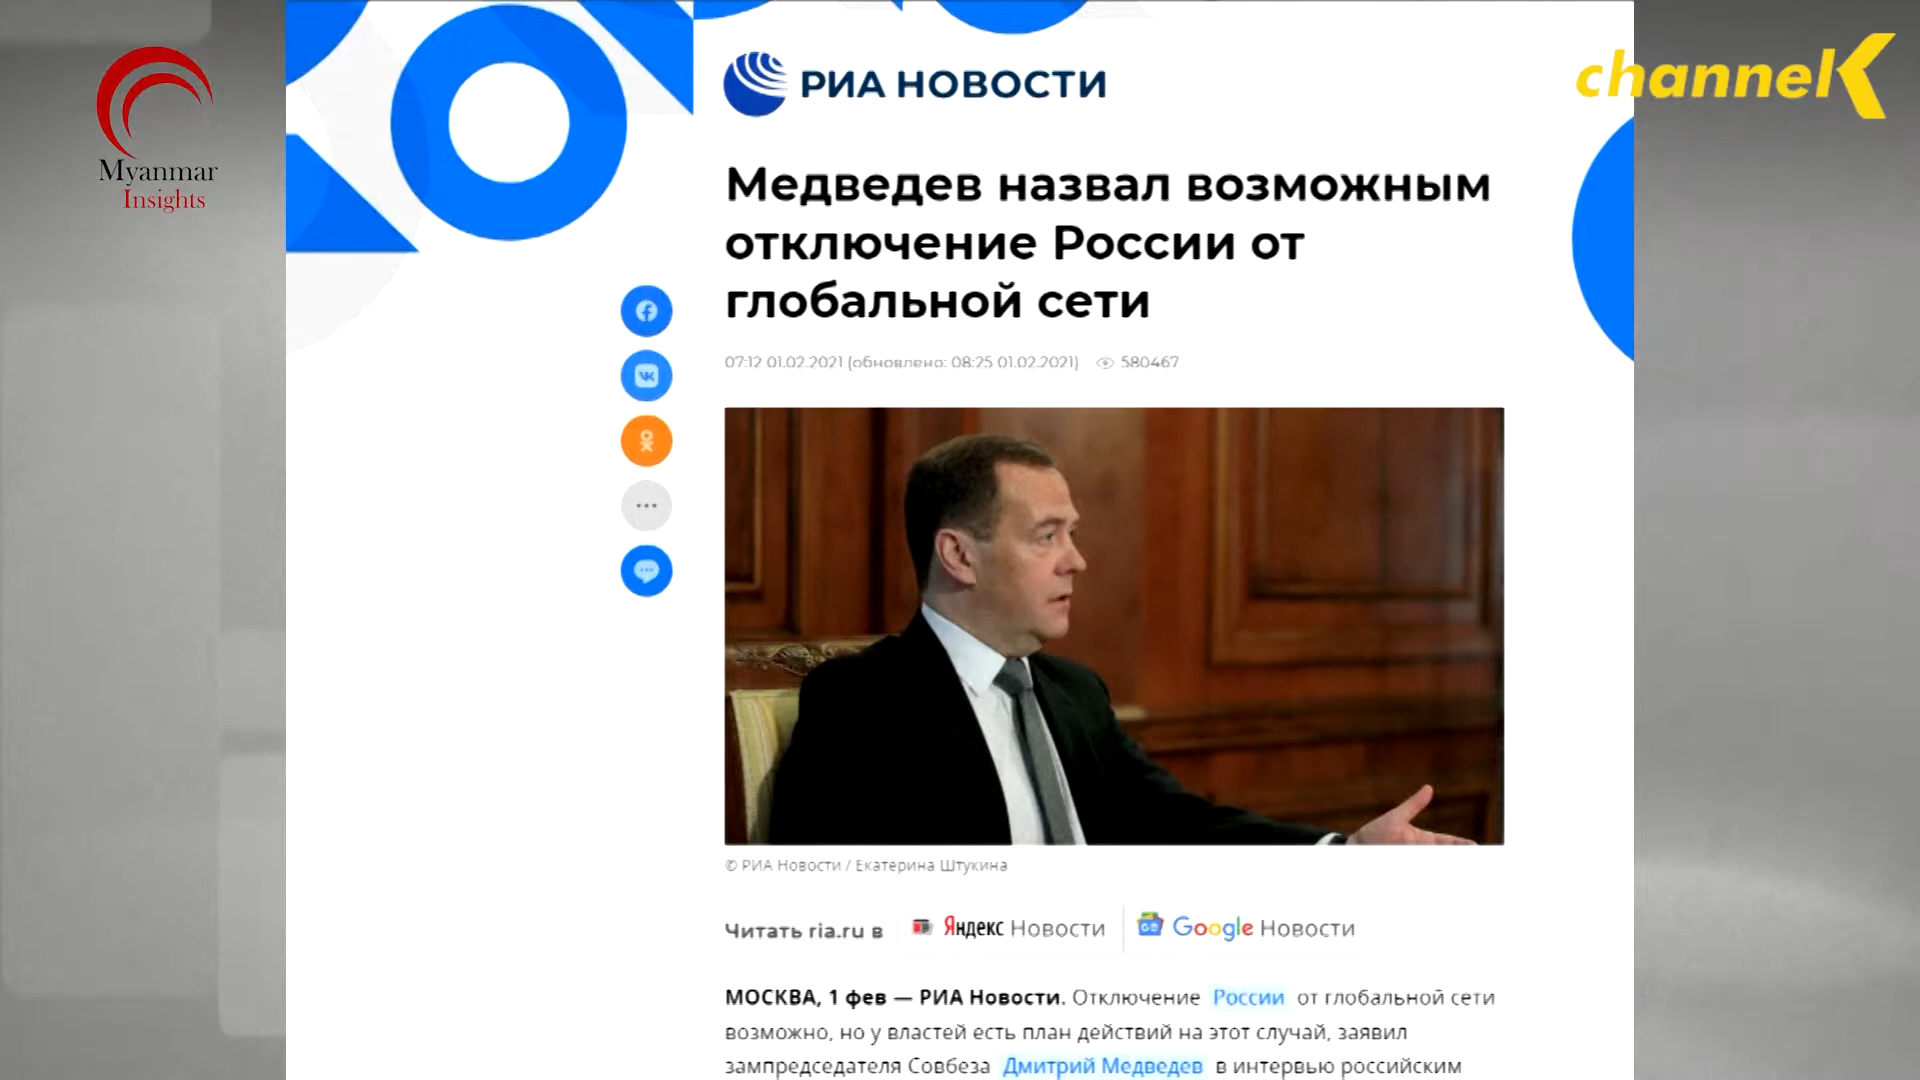 Myanmar
Insights
channelK
РИА НОВОСТИ
Медведев назвал возможным
отключение России от
глобальной сети
07:12 01.02.2021 (обновлено: 08:25 01.02.2021) 580467
© РИА Новости / Екатерина Штукина
Читать ria.ru в Яндекс Новости Google Новости
МОСКВА, 1 фев — РИА Новости. Отключение России от глобальной сети
возможно, но у властей есть план действий на этот случай, заявил
зампредседателя Совбеза Дмитрий Медведев в интервью российским